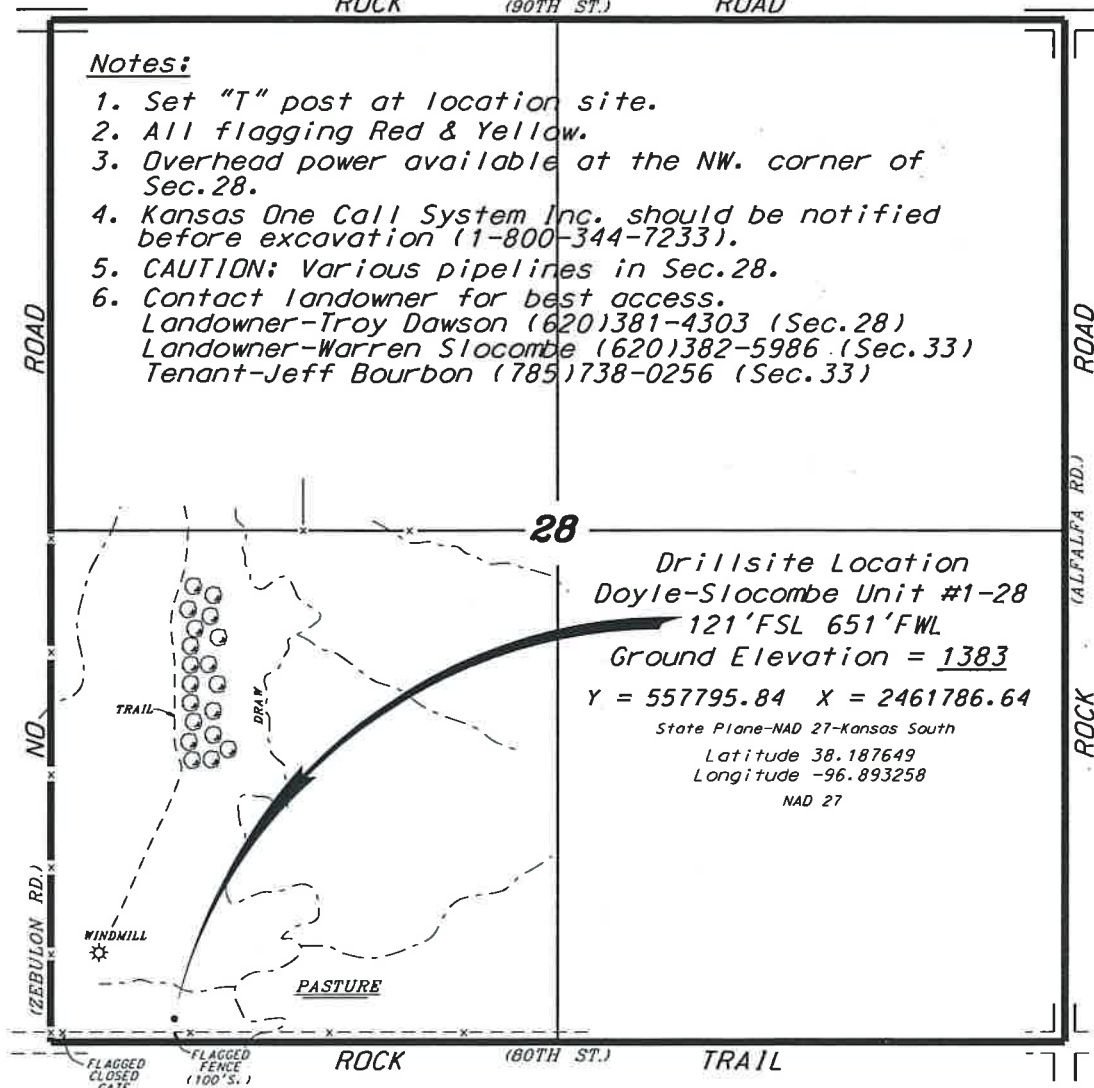 ROCK (90TH ST.) ROAD
Notes:
1. Set "T" post at location site.
2. All flagging Red & Yellow.
3. Overhead power available at the NW. corner of
Sec.28.
4. Kansas One Call System Inc. should be notified
before excavation (1-800-344-7233).
5. CAUTION: Various pipelines in Sec.28.
6. Contact landowner for best access.
Landowner-Troy Dawson (620)381-4303 (Sec.28)
Landowner-Warren Slocombe (620)382-5986 (Sec.33)
Tenant-Jeff Bourbon (785)738-0256 (Sec.33)
ROAD
NO
(ZEBULON RD.)
ROAD
(ALFALFA RD.)
ROCK
28
Drillsite Location
Doyle-Slocombe Unit #1-28
121'FSL 651'FWL
Ground Elevation = 1383
Y = 557795.84 X = 2461786.64
State Plane-NAD 27-Kansas South
Latitude 38.187649
Longitude -96.893258
NAD 27
TRAIL
DRAW
WINDMILL
PASTURE
FLAGGED
CLOSED
GATE
FLAGGED
FENCE
(100'S.)
ROCK (80TH ST.) TRAIL